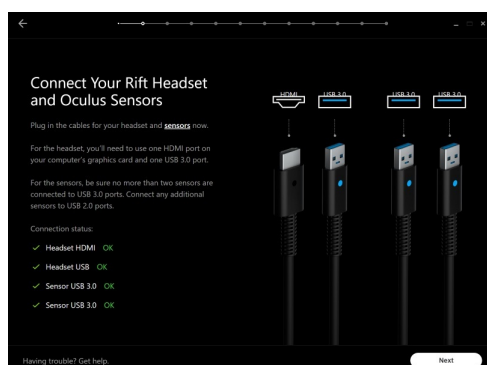 Connect Your Rift Headset
and Oculus Sensors
Plug in the cables for your headset and sensors now.
For the headset, you'll need to use one HDMI port on
your computer's graphics card and one USB 3.0 port.
For the sensors, be sure no more than two sensors are
connected to USB 3.0 ports. Connect any additional
sensors to USB 2.0 ports.
Connection status:
Headset HDMI OK
Headset USB OK
Sensor USB 3.0 OK
Sensor USB 3.0 OK
HDMI USB 3.0 USB 3.0 USB 3.0
Having trouble? Get help.
Next